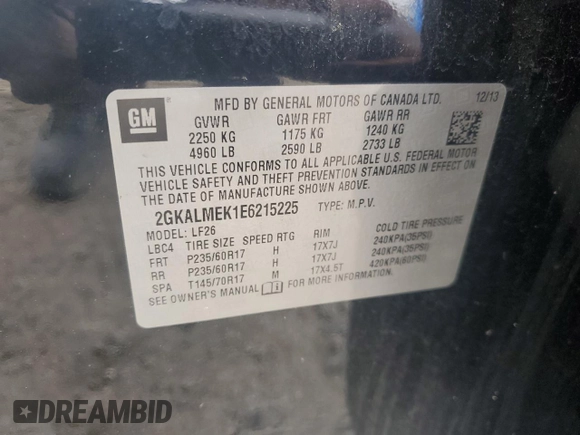 GM
MFD BY GENERAL MOTORS OF CANADA LTD. 12/13
GVWR GAWR FRT GAWR RR
2250 KG 1175 KG 1240 KG
4960 LB 2590 LB 2733 LB
THIS VEHICLE CONFORMS TO ALL APPLICABLE U.S. FEDERAL MOTOR
VEHICLE SAFETY AND THEFT PREVENTION STANDARDS IN EFFECT ON
THE DATE OF MANUFACTURE SHOWN ABOVE.
2GKALMEK1E6215225 TYPE: M.P.V.
MODEL: LF26
LBC4 TIRE SIZE SPEED RTG RIM COLD TIRE PRESSURE
FRT P235/60R17 H 17X7J 240KPA(35PSI)
RR P235/60R17 H 17X7J 240KPA(35PSI)
SPA T145/70R17 M 17X4.5T 420KPA(60PSI)
SEE OWNER'S MANUAL FOR MORE INFORMATION.
DREAMBID